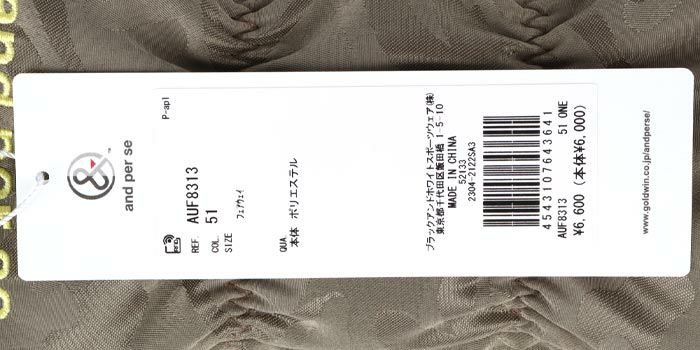 and per se
P-ap1
REF. AUF8313
COL. 51
SIZE
フェアウェイ
QUA.
本体 ポリエステル
ブラックアンドホワイトスポーツウェア(株)
東京都千代田区飯田橋 1-5-10
MADE IN CHINA
52133
2304-2122SA3
4543107643641
AUF8313 51 ONE
¥6,600 (本体¥6,000)
www.goldwin.co.jp/andperse/